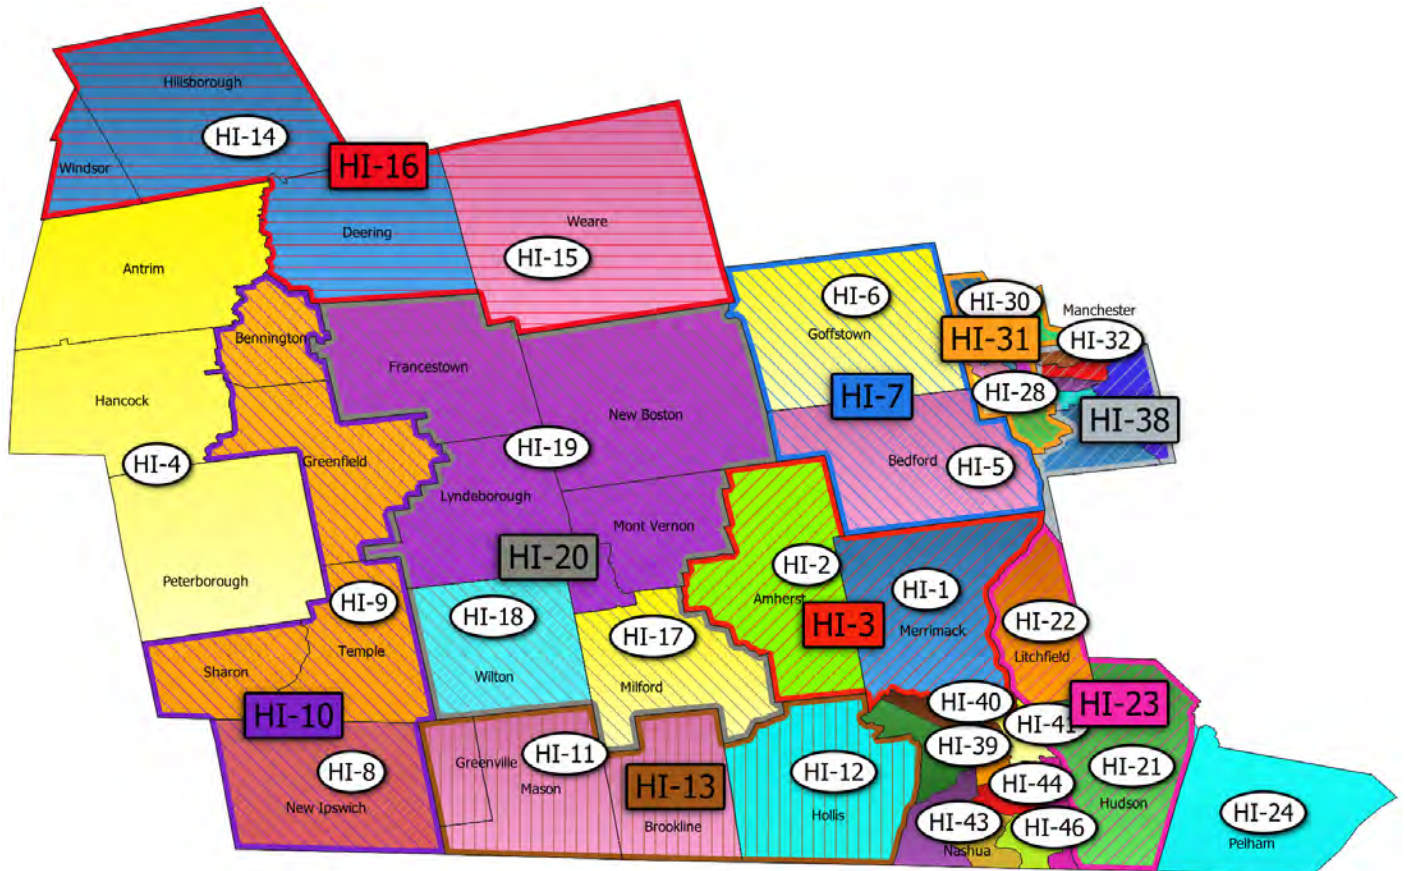 Hillsborough
HI-14
Windsor
HI-16
Deering
Weare
HI-15
Antrim
HI-6
Goffstown
HI-30
Manchester
HI-31
HI-32
Bennington
Francestown
Hancock
HI-7
HI-28
New Boston
HI-38
HI-19
HI-4
Greenfield
Bedford
HI-5
Lyndeborough
Mont Vernon
HI-20
HI-2
Peterborough
HI-9
HI-18
Amherst
HI-1
HI-3
Merrimack
HI-17
HI-22
Litchfield
Temple
Sharon
Wilton
Milford
HI-10
HI-40
HI-41
HI-23
HI-39
HI-11
Greenville
Mason
HI-8
New Ipswich
HI-13
Brookline
HI-12
Hollis
HI-44
HI-21
Hudson
HI-43
HI-46
Nashua
HI-24
Pelham